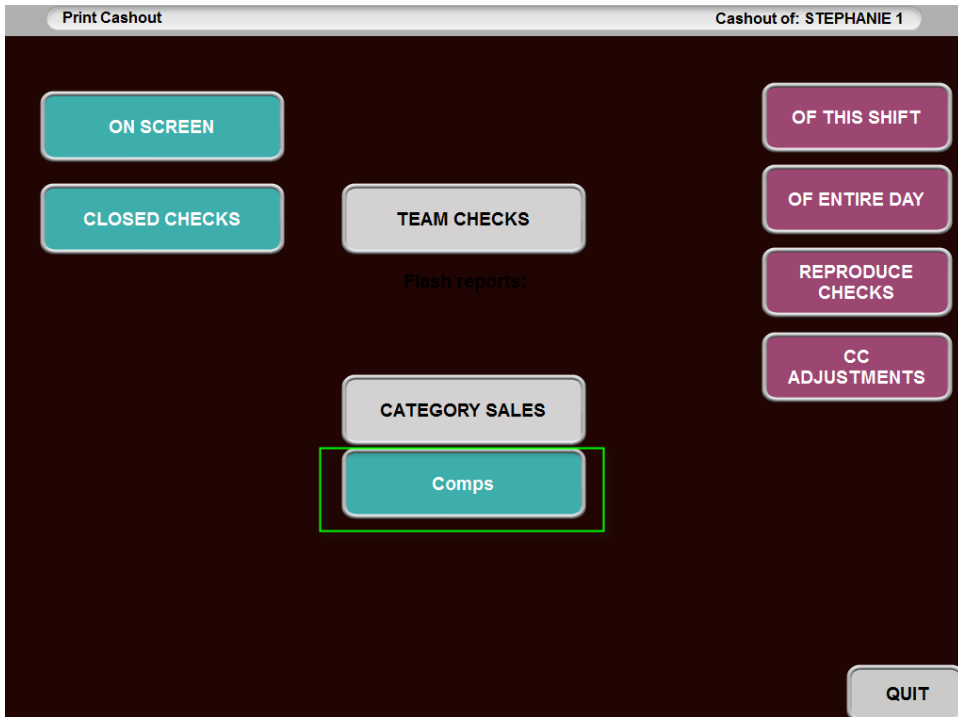 Print Cashout
Cashout of: STEPHANIE 1
ON SCREEN
OF THIS SHIFT
CLOSED CHECKS
TEAM CHECKS
OF ENTIRE DAY
Flash reports:
REPRODUCE
CHECKS
CC
ADJUSTMENTS
CATEGORY SALES
Comps
QUIT